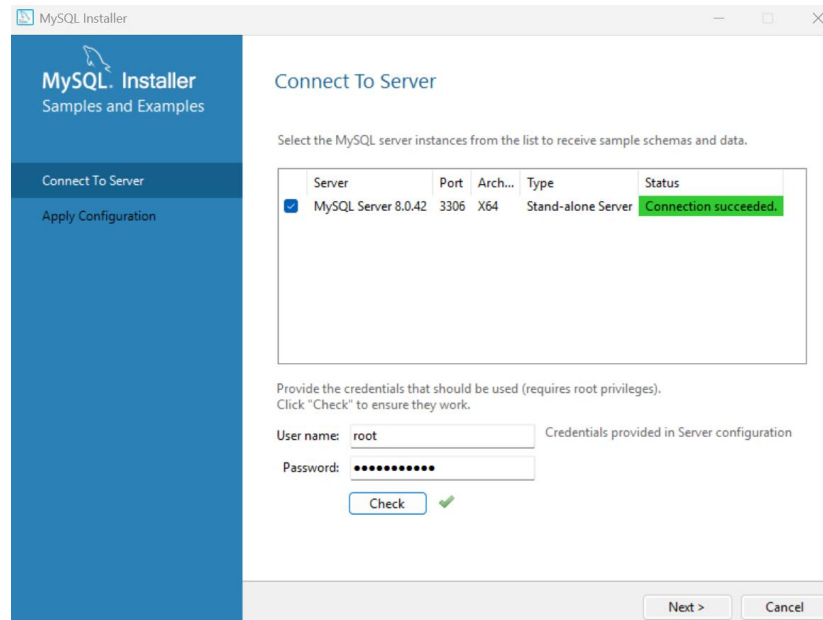 MySQL Installer
MySQL. Installer
Samples and Examples
Connect To Server
Apply Configuration
Connect To Server
Select the MySQL server instances from the list to receive sample schemas and data.
Server Port Arch... Type Status
MySQL Server 8.0.42 3306 X64 Stand-alone Server Connection succeeded.
Provide the credentials that should be used (requires root privileges).
Click "Check" to ensure they work.
User name: root Credentials provided in Server configuration
Password: ●●●●●●●●●●●
Check
Next > Cancel